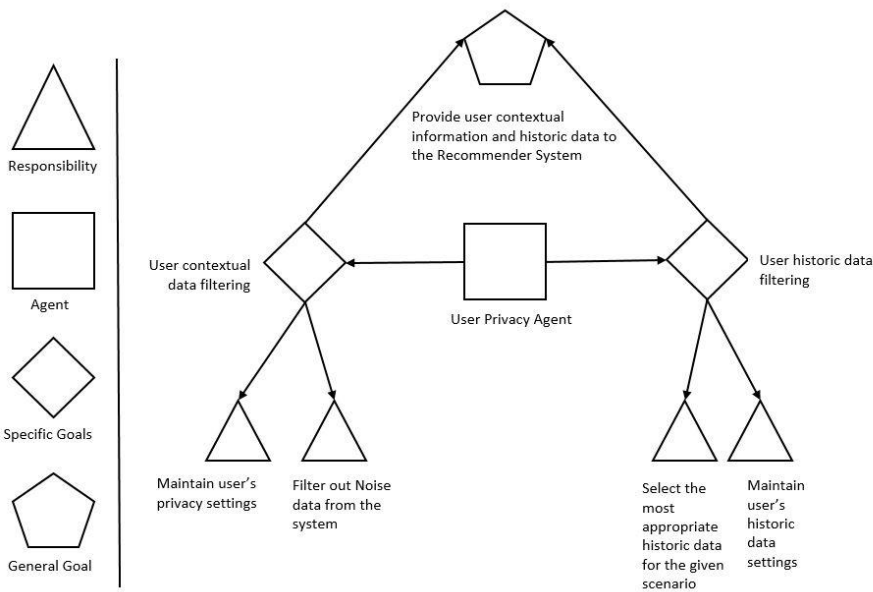 Responsibility
Agent
Specific Goals
General Goal
Provide user contextual
information and historic data to
the Recommender System
User contextual
data filtering
User Privacy Agent
User historic data
filtering
Maintain user's
privacy settings
Filter out Noise
data from the
system
Select the
most
appropriate
historic data
for the given
scenario
Maintain
user's
historic
data
settings